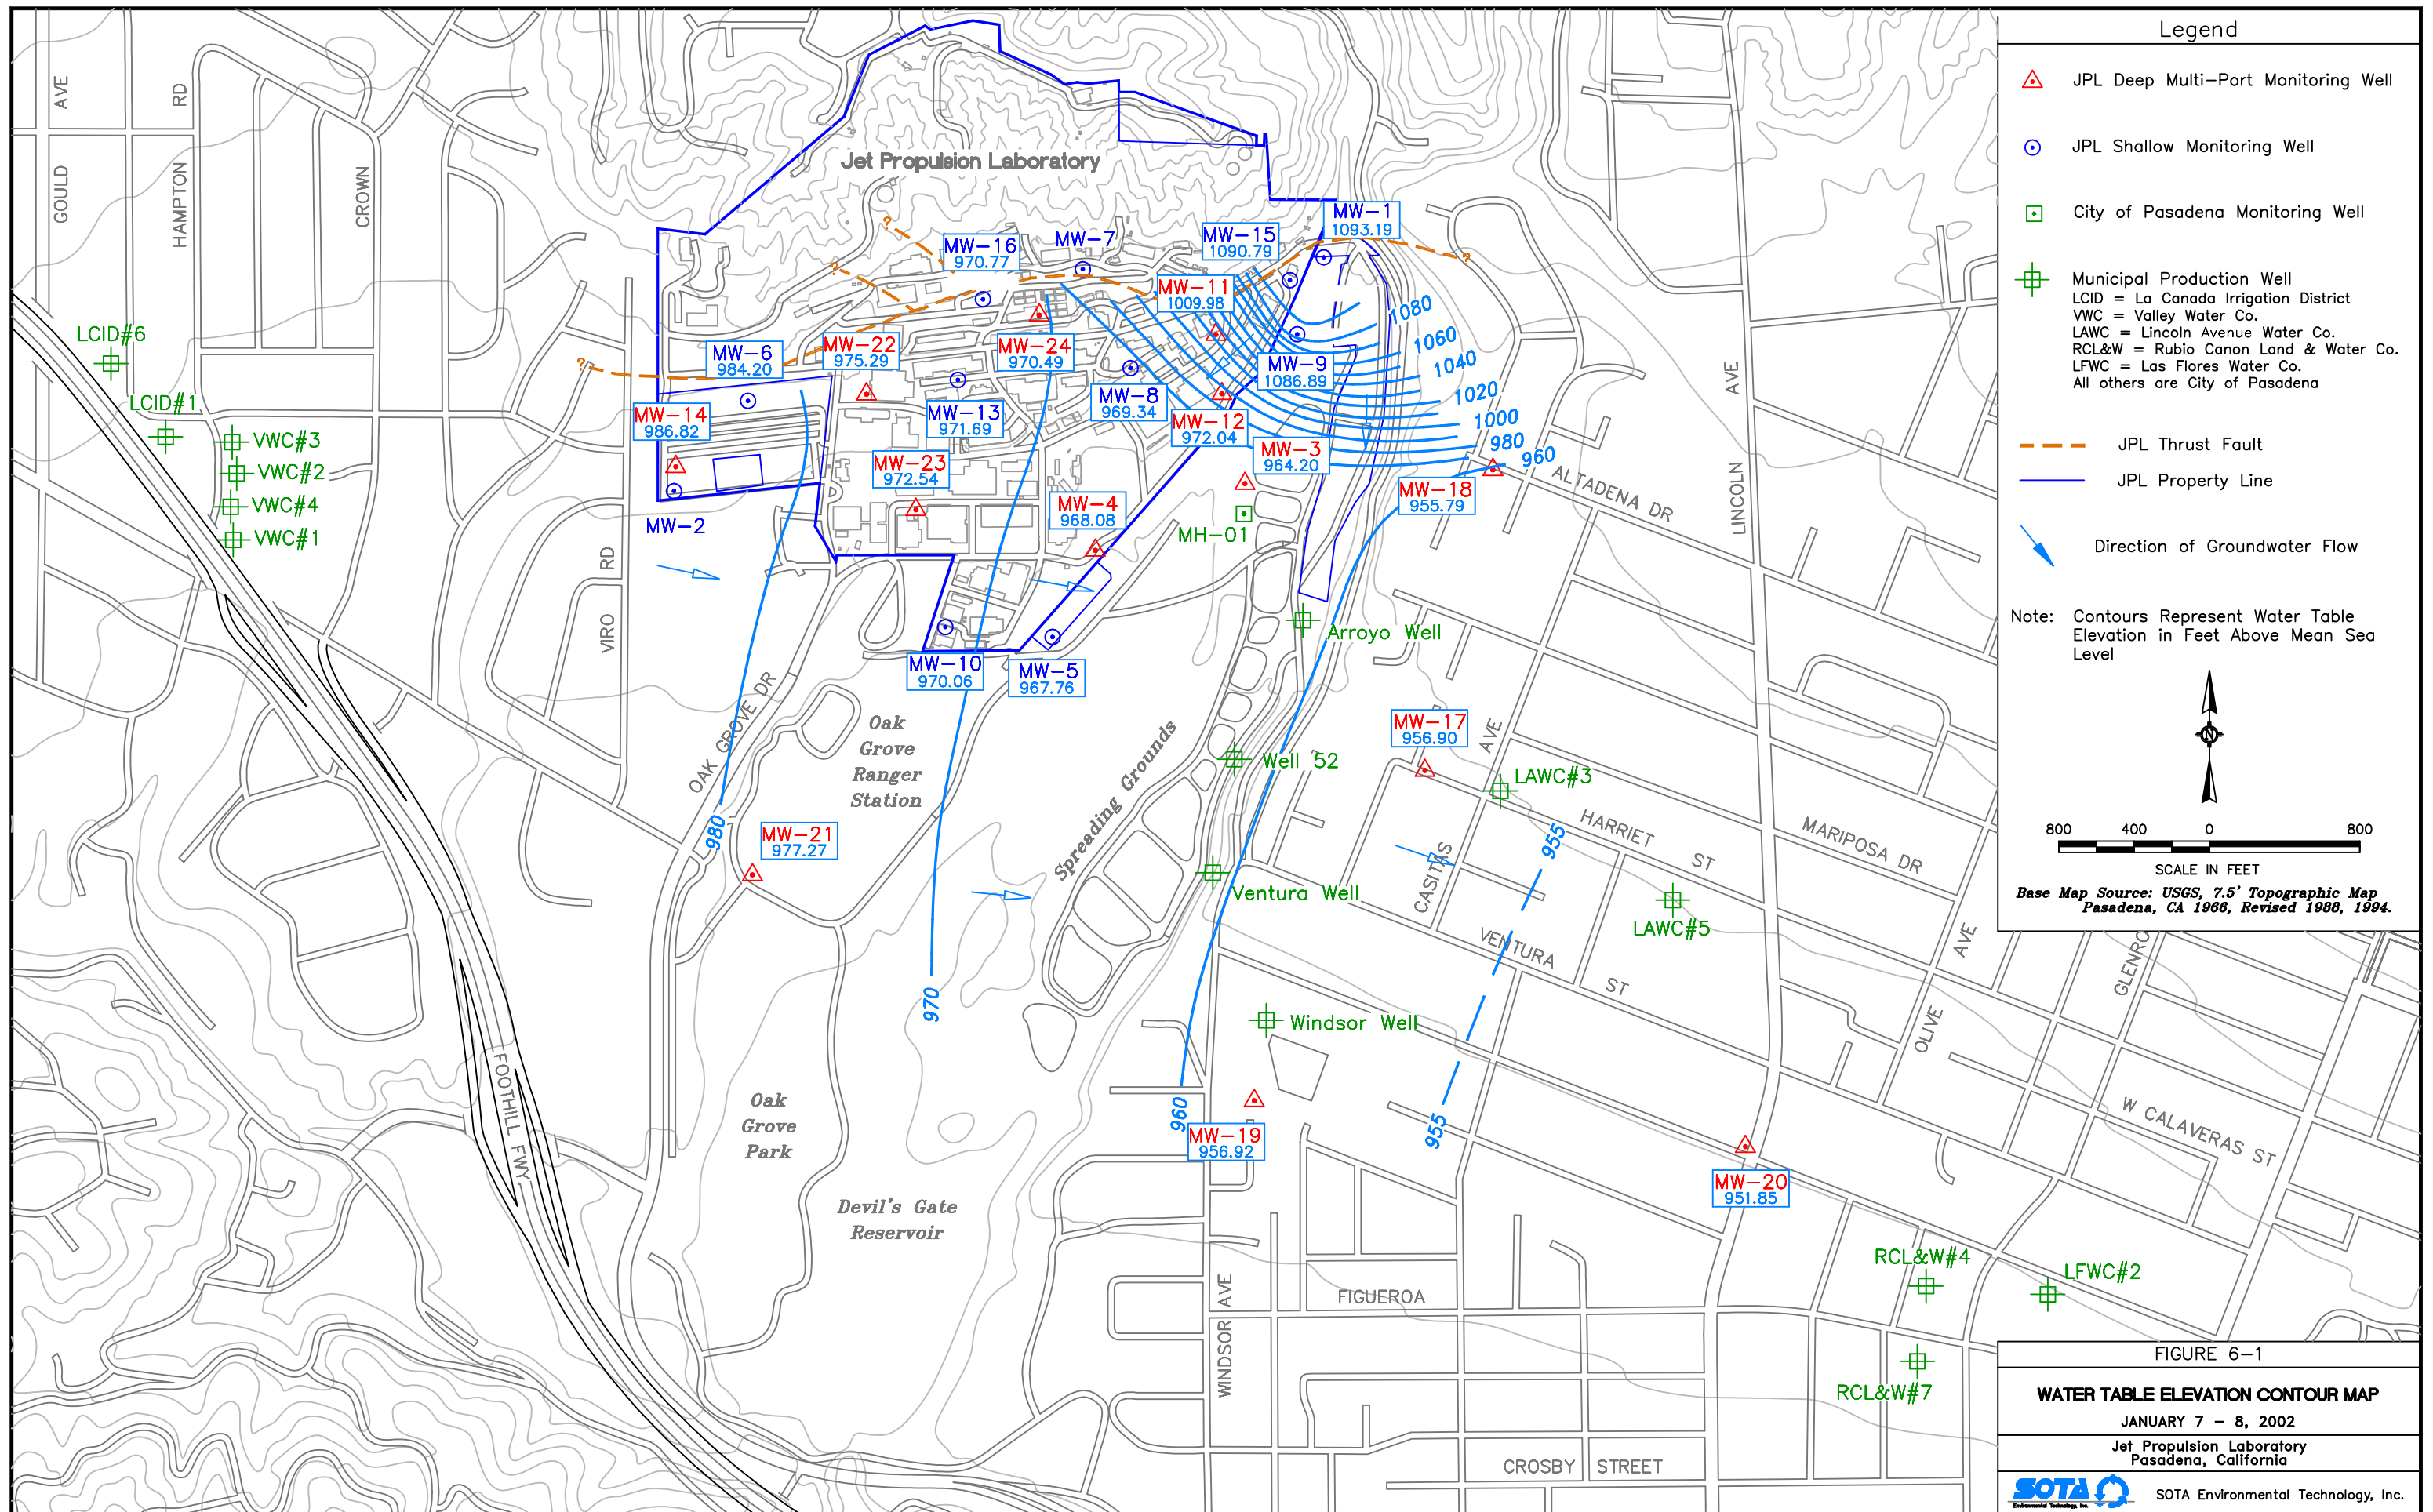 Legend
JPL Deep Multi-Port Monitoring Well
JPL Shallow Monitoring Well
City of Pasadena Monitoring Well
Municipal Production Well
LCID = La Canada Irrigation District
VWC = Valley Water Co.
LAWC = Lincoln Avenue Water Co.
RCL&W = Rubio Canon Land & Water Co.
LFWC = Las Flores Water Co.
All others are City of Pasadena
JPL Thrust Fault
JPL Property Line
Direction of Groundwater Flow
Note: Contours Represent Water Table
Elevation in Feet Above Mean Sea
Level
N
800 400 0 800
SCALE IN FEET
Base Map Source: USGS, 7.5' Topographic Map
Pasadena, CA 1966, Revised 1988, 1994.
FIGURE 6-1
WATER TABLE ELEVATION CONTOUR MAP
JANUARY 7 - 8, 2002
Jet Propulsion Laboratory
Pasadena, California
SOTA
Environmental Technology, Inc.
SOTA Environmental Technology, Inc.
GOULD AVE
HAMPTON RD
CROWN
Jet Propulsion Laboratory
?
?
?
?
MW-1
1093.19
MW-15
1090.79
MW-7
MW-16
970.77
MW-11
1009.98
MW-22
975.29
MW-24
970.49
MW-6
984.20
MW-9
1086.89
MW-8
969.34
MW-13
971.69
MW-14
986.82
MW-12
972.04
MW-3
964.20
MW-23
972.54
MW-18
955.79
MW-4
968.08
MW-2
MH-01
1080
1060
1040
1020
1000
980
960
LCID#6
LCID#1
VWC#3
VWC#2
VWC#4
VWC#1
ALTADENA DR
LINCOLN AVE
VIRO RD
Arroyo Well
MW-10
970.06
MW-5
967.76
OAK GROVE DR
Oak
Grove
Ranger
Station
Spreading Grounds
Well 52
MW-17
956.90
CASITAS AVE
LAWC#3
HARRIET ST
MARIPOSA DR
980
MW-21
977.27
955
Ventura Well
LAWC#5
VENTURA ST
OLIVE AVE
GLENRO
970
Windsor Well
FOOTHILL FWY
Oak
Grove
Park
960
MW-19
956.92
955
W CALAVERAS ST
MW-20
951.85
Devil's Gate
Reservoir
RCL&W#4
LFWC#2
WINDSOR AVE
FIGUEROA
RCL&W#7
CROSBY STREET